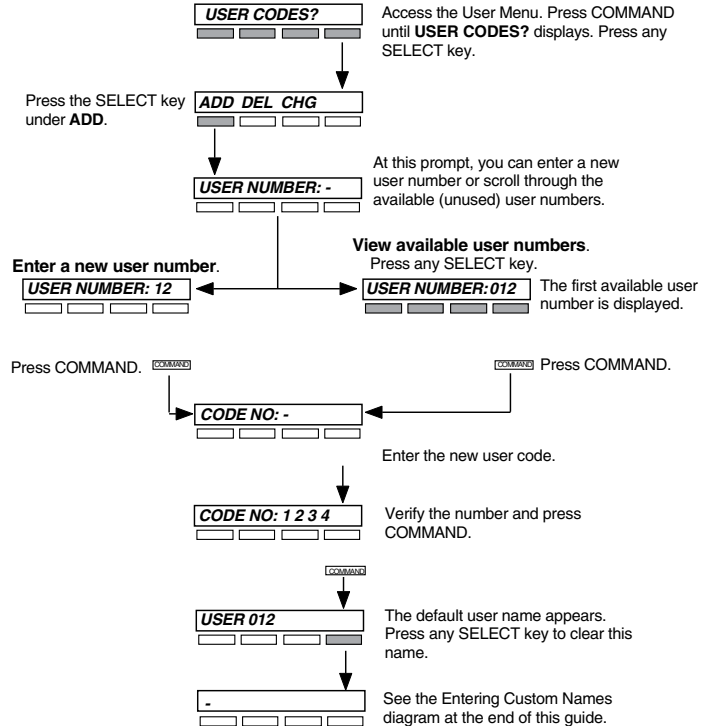 USER CODES?
Access the User Menu. Press COMMAND
until USER CODES? displays. Press any
SELECT key.
Press the SELECT key
under ADD.
ADD DEL CHG
At this prompt, you can enter a new
user number or scroll through the
available (unused) user numbers.
USER NUMBER: -
Enter a new user number.
USER NUMBER: 12
View available user numbers.
Press any SELECT key.
USER NUMBER:012
The first available user
number is displayed.
Press COMMAND. COMMAND
COMMAND Press COMMAND.
CODE NO: -
Enter the new user code.
CODE NO: 1 2 3 4
Verify the number and press
COMMAND.
COMMAND
USER 012
The default user name appears.
Press any SELECT key to clear this
name.
-
See the Entering Custom Names
diagram at the end of this guide.